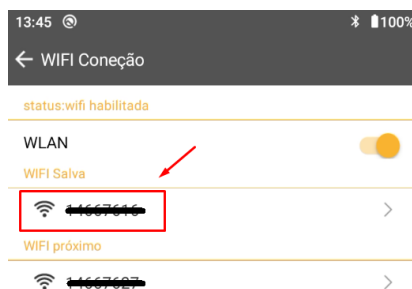 13:45
100%
WIFI Coneção
status:wifi habilitada
WLAN
WIFI Salva
WIFI próximo